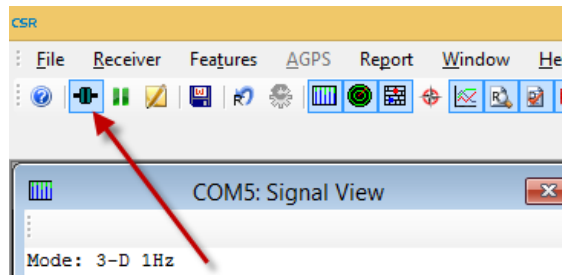 CSR
File Receiver Features AGPS Report Window He
COM5: Signal View
Mode: 3-D 1Hz